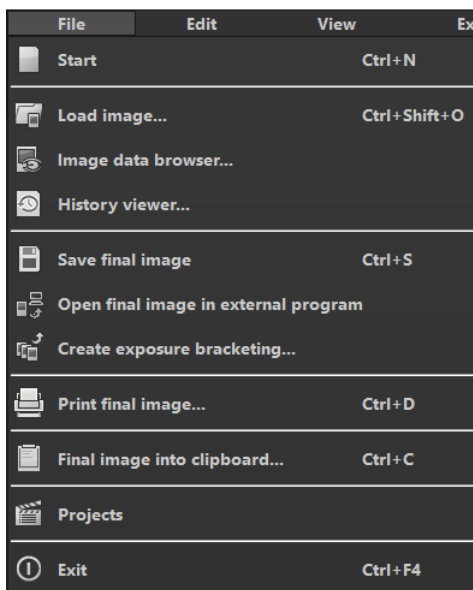 File Edit View Ex
Start Ctrl+N
Load image... Ctrl+Shift+O
Image data browser...
History viewer...
Save final image Ctrl+S
Open final image in external program
Create exposure bracketing...
Print final image... Ctrl+D
Final image into clipboard... Ctrl+C
Projects
Exit Ctrl+F4